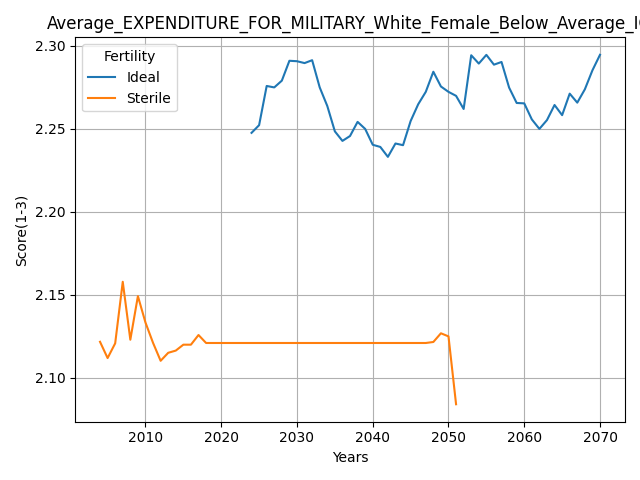 Average_EXPENDITURE_FOR_MILITARY_White_Female_Below_Average_I
Fertility
Ideal
Sterile
Score(1-3)
2.30
2.25
2.20
2.15
2.10
2010 2020 2030 2040 2050 2060 2070
Years